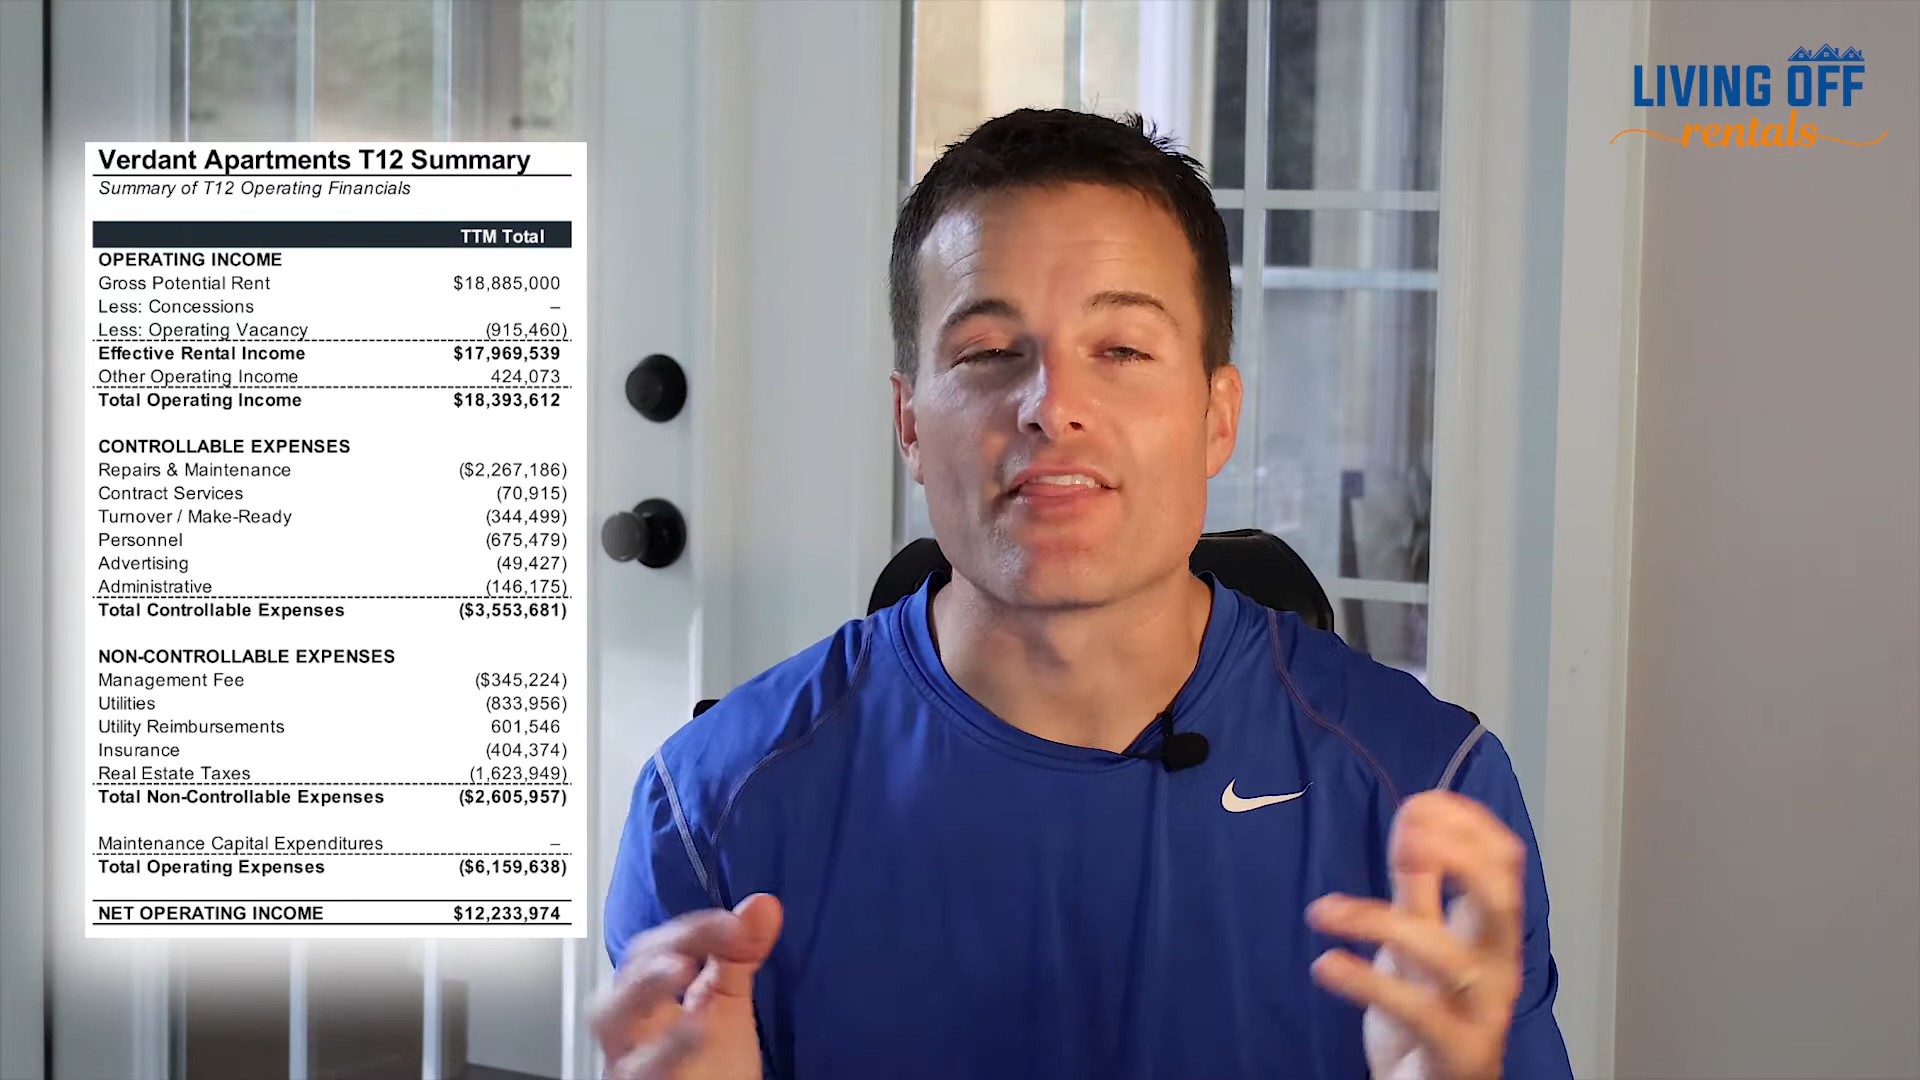 Verdant Apartments T12 Summary
Summary of T12 Operating Financials
TTM Total
OPERATING INCOME
Gross Potential Rent $18,885,000
Less: Concessions –
Less: Operating Vacancy (915,460)
Effective Rental Income $17,969,539
Other Operating Income 424,073
Total Operating Income $18,393,612
CONTROLLABLE EXPENSES
Repairs & Maintenance ($2,267,186)
Contract Services (70,915)
Turnover / Make-Ready (344,499)
Personnel (675,479)
Advertising (49,427)
Administrative (146,175)
Total Controllable Expenses ($3,553,681)
NON-CONTROLLABLE EXPENSES
Management Fee ($345,224)
Utilities (833,956)
Utility Reimbursements 601,546
Insurance (404,374)
Real Estate Taxes (1,623,949)
Total Non-Controllable Expenses ($2,605,957)
Maintenance Capital Expenditures –
Total Operating Expenses ($6,159,638)
NET OPERATING INCOME $12,233,974
LIVING OFF
rentals